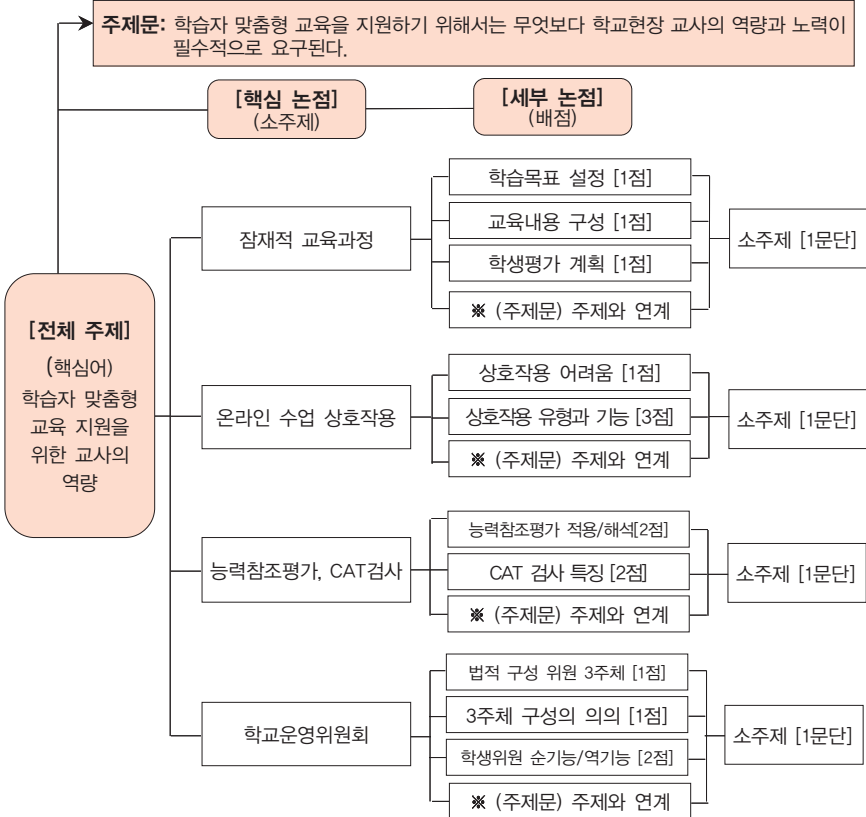 주제문: 학습자 맞춤형 교육을 지원하기 위해서는 무엇보다 학교현장 교사의 역량과 노력이
필수적으로 요구된다.
[핵심 논점]
(소주제)
[세부 논점]
(배점)
[전체 주제]
(핵심어)
학습자 맞춤형
교육 지원을
위한 교사의
역량
잠재적 교육과정
학습목표 설정 [1점]
교육내용 구성 [1점]
학생평가 계획 [1점]
※ (주제문) 주제와 연계
소주제 [1문단]
온라인 수업 상호작용
상호작용 어려움 [1점]
상호작용 유형과 기능 [3점]
※ (주제문) 주제와 연계
소주제 [1문단]
능력참조평가, CAT검사
능력참조평가 적용/해석[2점]
CAT 검사 특징 [2점]
※ (주제문) 주제와 연계
소주제 [1문단]
학교운영위원회
법적 구성 위원 3주체 [1점]
3주체 구성의 의의 [1점]
학생위원 순기능/역기능 [2점]
※ (주제문) 주제와 연계
소주제 [1문단]